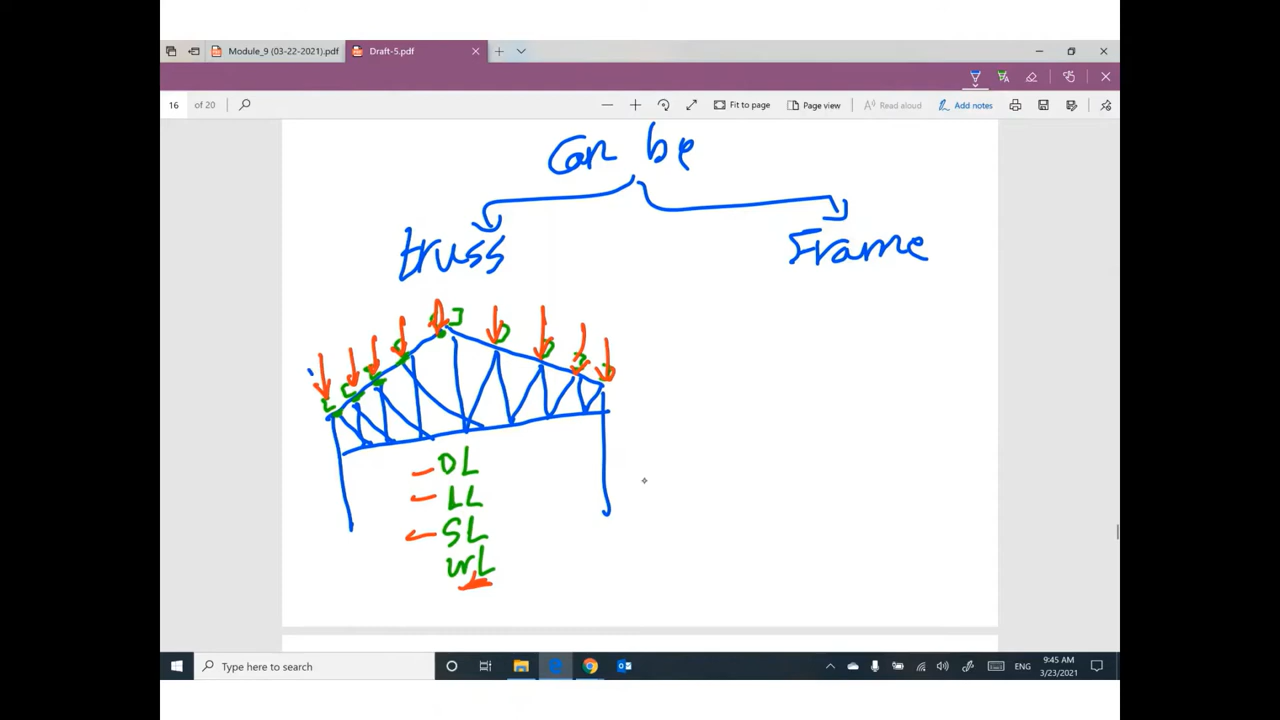 Module_9 (03-22-2021).pdf
Draft-5.pdf
16 of 20
Fit to page
Page view
Read aloud
Add notes
Can be
truss
Frame
DL
LL
SL
WL
Type here to search
ENG
9:45 AM
3/23/2021